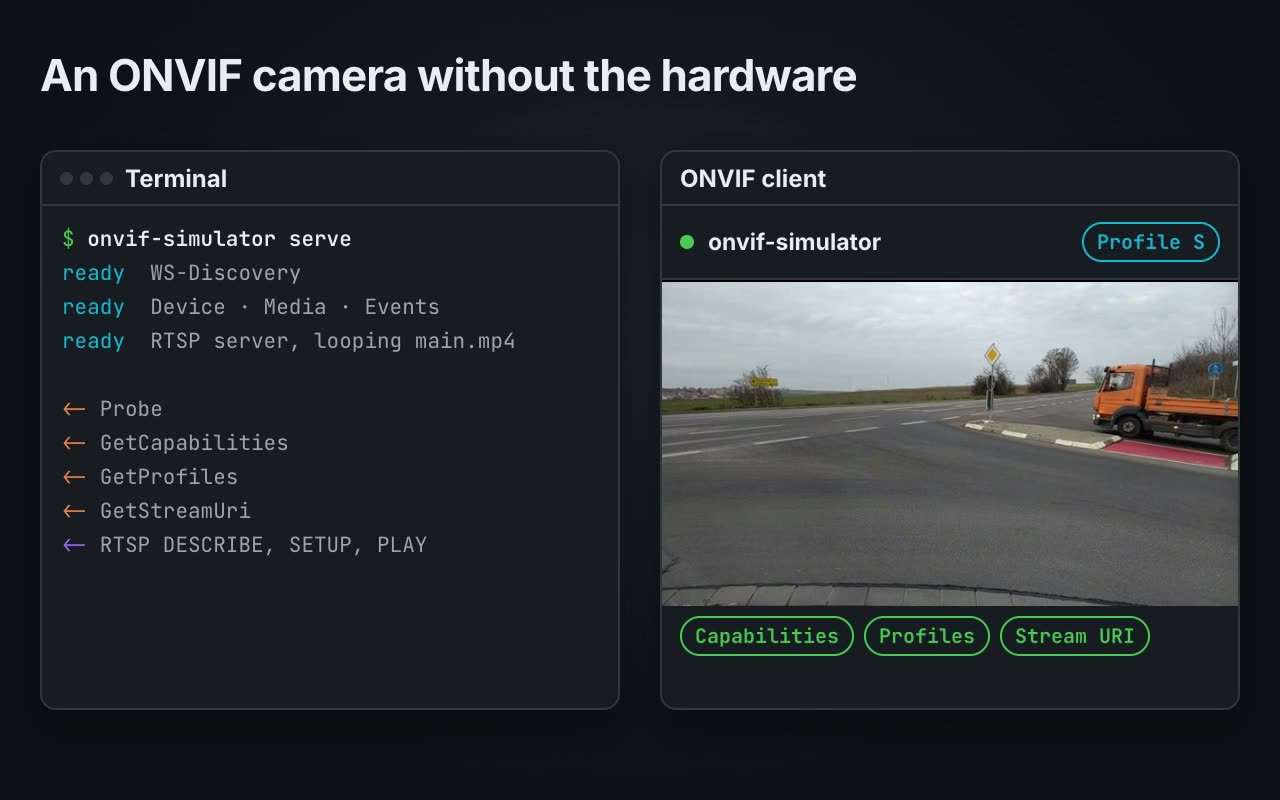 An ONVIF camera without the hardware
Terminal
$ onvif-simulator serve
ready WS-Discovery
ready Device · Media · Events
ready RTSP server, looping main.mp4
← Probe
← GetCapabilities
← GetProfiles
← GetStreamUri
← RTSP DESCRIBE, SETUP, PLAY
ONVIF client
onvif-simulator
Profile S
Capabilities
Profiles
Stream URI